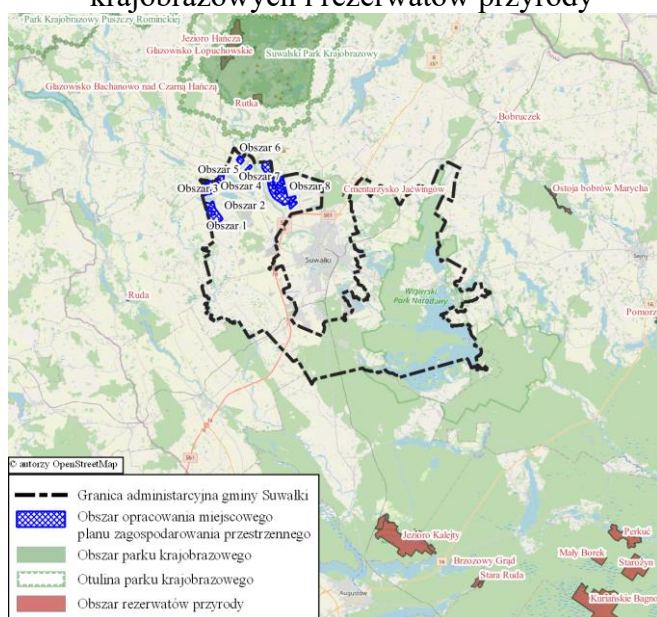 krajobrazowych i rezerwatów przyrody
Park Krajobrazowy Puszczy Rominckiej
Jezioro Hańcza
Głazowisko Łopuchowskie
Suwalski Park Krajobrazowy
Głazowisko Bachanowo nad Czarną Hańczą
Rutka
Bobruczek
Obszar 6
Obszar 5
Obszar 7
Obszar 3
Obszar 4
Obszar 8
Cmentarzysko Jaćwingów
Ostoja bobrów Marycha
Obszar 2
Obszar 1
S61
Suwałki
Sejny
Wigierski
Park Narodowy
Ruda
Pomorz
S61
© autorzy OpenStreetMap
Granica administarcyjna gminy Suwałki
Obszar opracowania miejscowego
planu zagospodarowania przestrzennego
Obszar parku krajobrazowego
Otulina parku krajobrazowego
Obszar rezerwatów przyrody
Jezioro Kalejty
Perkuć
Mały Borek
Brzozowy Grąd
Starożyn
Stara Ruda
Kuriańskie Bagno
Augustów